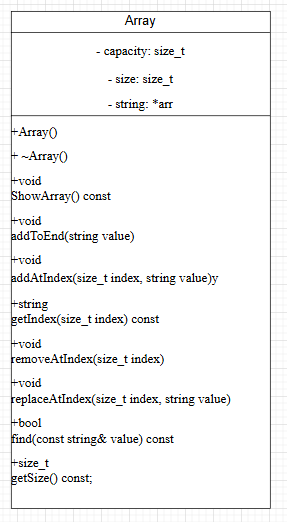 Array
- capacity: size_t
- size: size_t
- string: *arr
+Array()
+ ~Array()
+void
ShowArray() const
+void
addToEnd(string value)
+void
addAtIndex(size_t index, string value)y
+string
getIndex(size_t index) const
+void
removeAtIndex(size_t index)
+void
replaceAtIndex(size_t index, string value)
+bool
find(const string& value) const
+size_t
getSize() const;